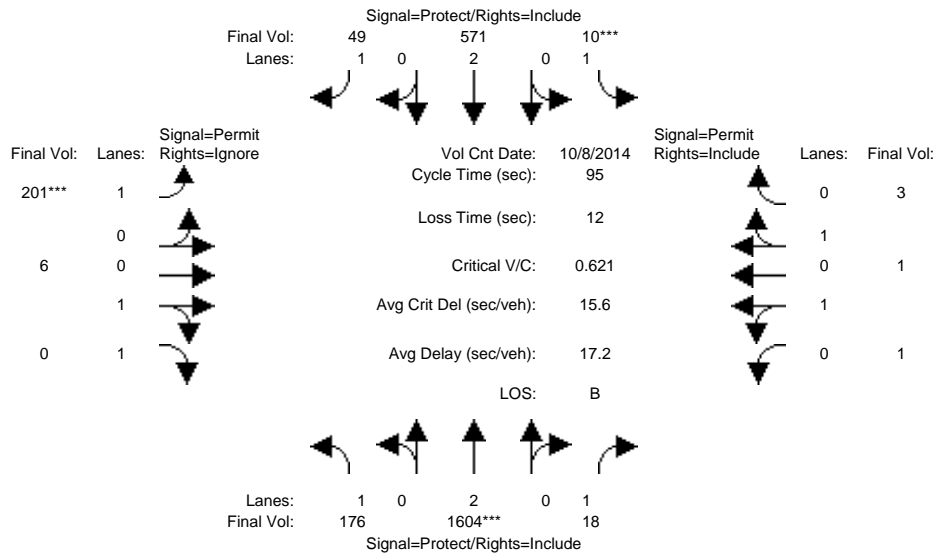 Signal=Protect/Rights=Include
Final Vol: 49 571 10***
Lanes: 1 0 2 0 1
Signal=Permit
Final Vol: Lanes: Rights=Ignore
Vol Cnt Date: 10/8/2014
Signal=Permit
Rights=Include Lanes: Final Vol:
Cycle Time (sec): 95
201*** 1
0 3
Loss Time (sec): 12
0
1
6 0
Critical V/C: 0.621
0 1
1
Avg Crit Del (sec/veh): 15.6
1
0 1
Avg Delay (sec/veh): 17.2
0 1
LOS: B
Lanes: 1 0 2 0 1
Final Vol: 176 1604*** 18
Signal=Protect/Rights=Include